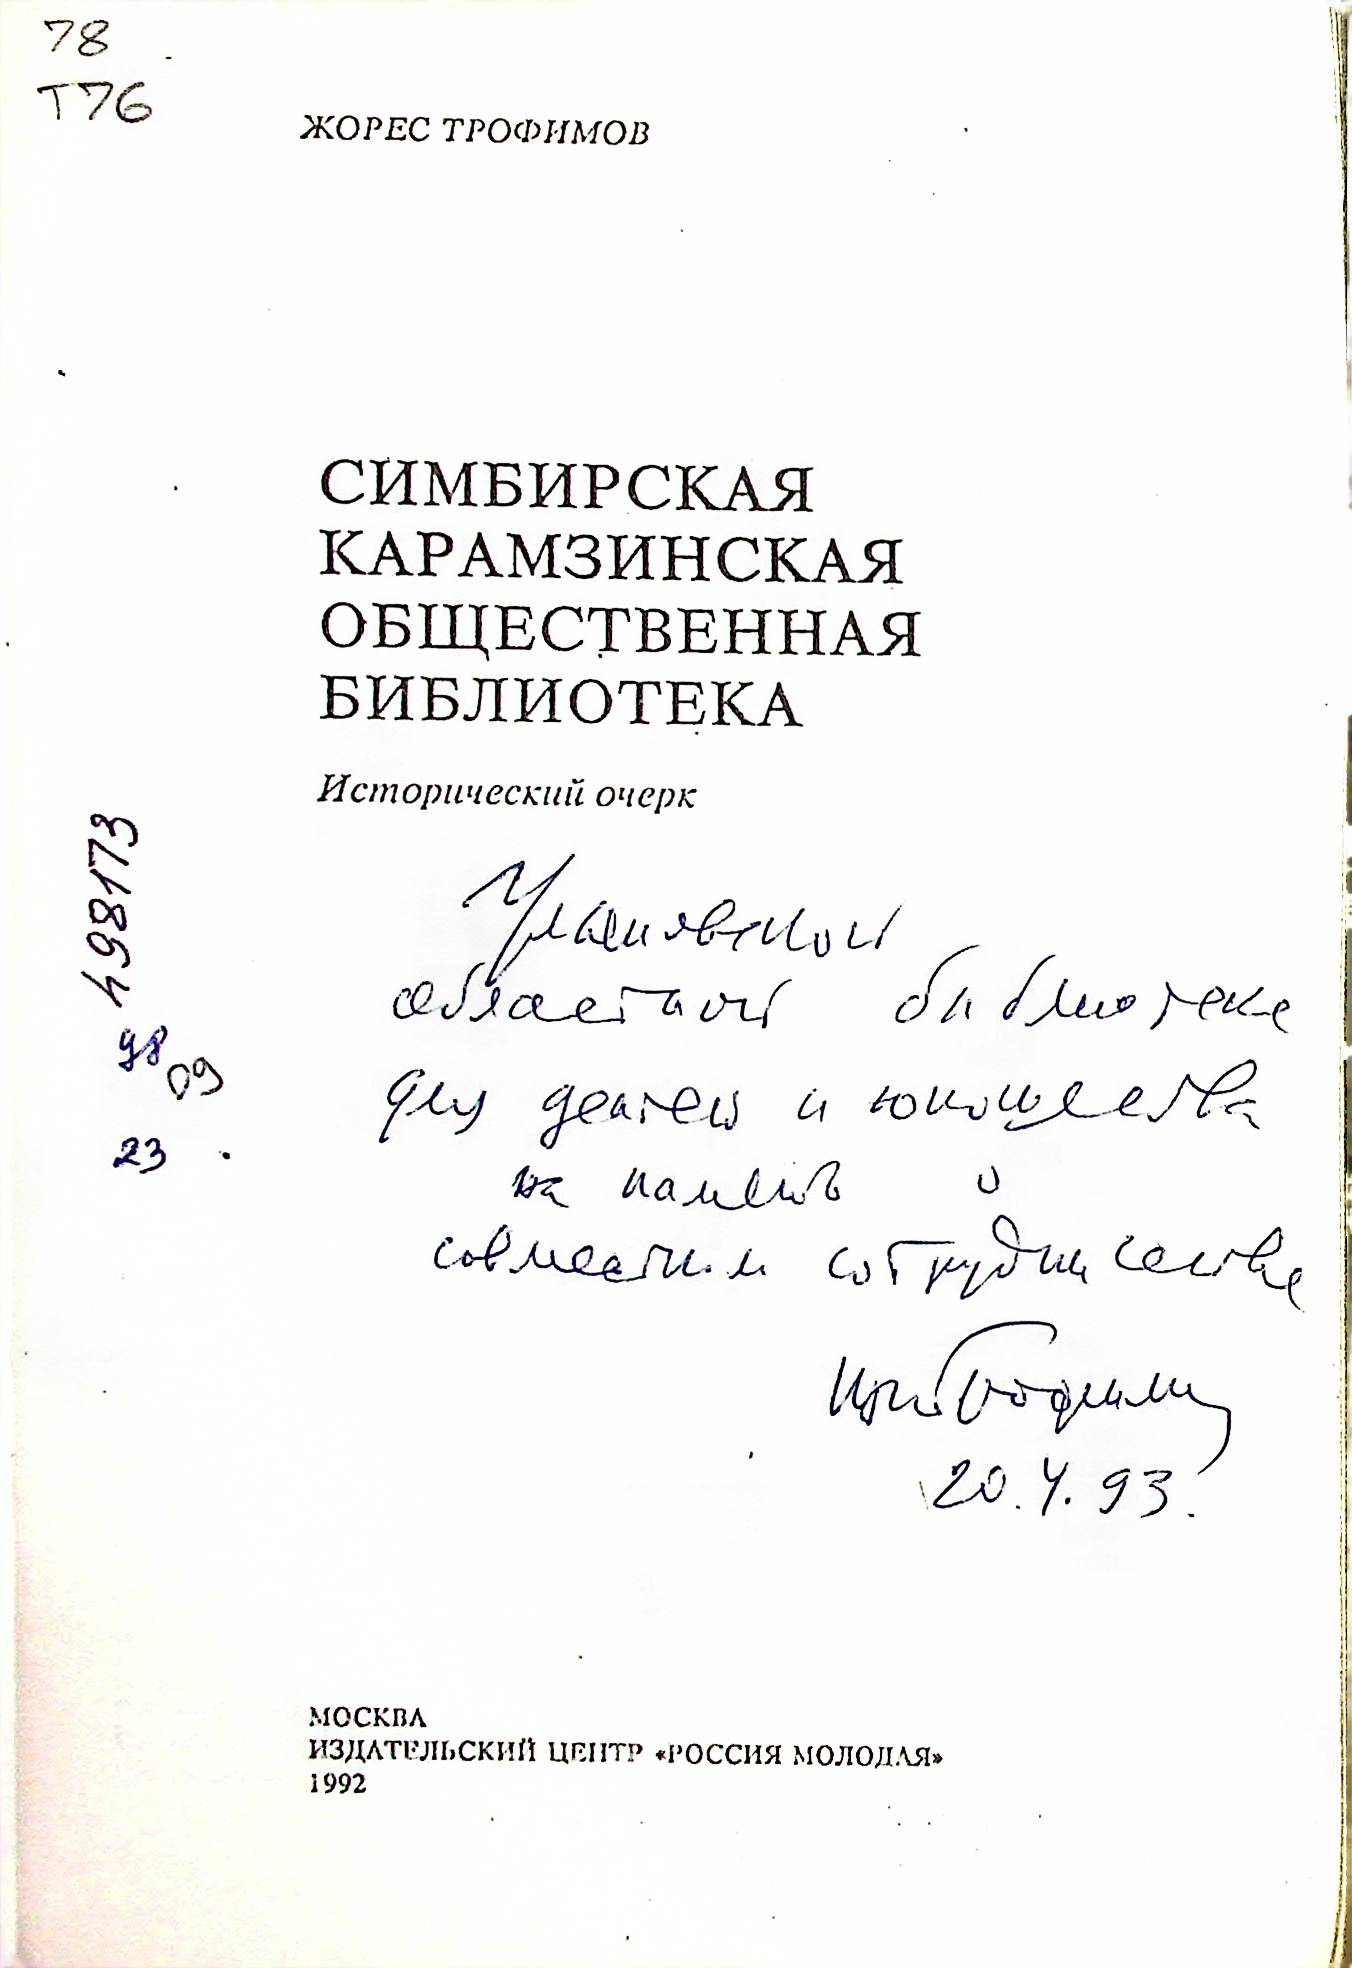 78
Т76
ЖОРЕС ТРОФИМОВ
СИМБИРСКАЯ
КАРАМЗИНСКАЯ
ОБЩЕСТВЕННАЯ
БИБЛИОТЕКА
Исторический очерк
498173
98
09
23
Ульяновской
областной библиотеке
для детей и юношества
на память о
совместном сотрудничестве
Трофимов
20.4.93.
МОСКВА
ИЗДАТЕЛЬСКИЙ ЦЕНТР «РОССИЯ МОЛОДАЯ»
1992